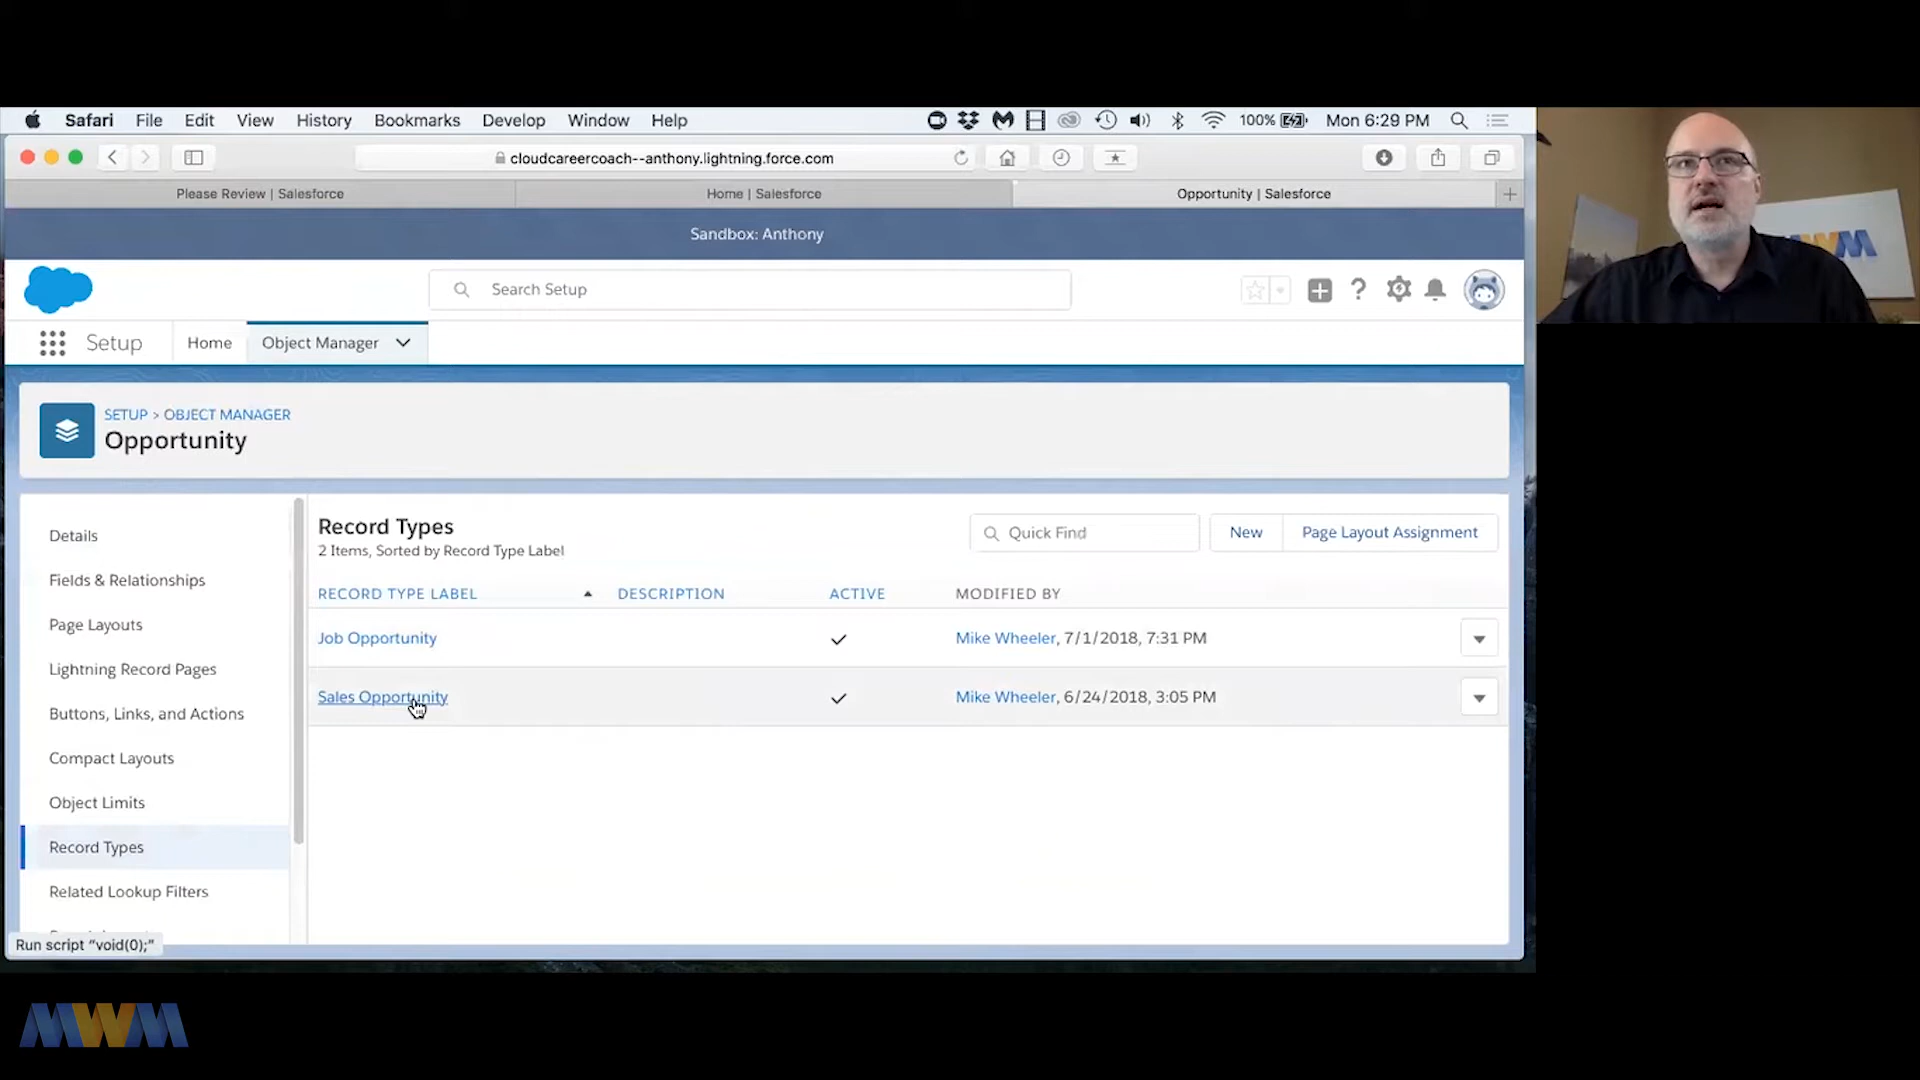 Safari File Edit View History Bookmarks Develop Window Help 100% Mon 6:29 PM
cloudcareercoach--anthony.lightning.force.com
Please Review | Salesforce Home | Salesforce Opportunity | Salesforce
Sandbox: Anthony
Search Setup
Setup Home Object Manager
SETUP > OBJECT MANAGER
Opportunity
Details
Fields & Relationships
Page Layouts
Lightning Record Pages
Buttons, Links, and Actions
Compact Layouts
Object Limits
Record Types
Related Lookup Filters
Run script “void(0);”
Record Types
2 Items, Sorted by Record Type Label
Quick Find New Page Layout Assignment
RECORD TYPE LABEL DESCRIPTION ACTIVE MODIFIED BY
Job Opportunity Mike Wheeler, 7/1/2018, 7:31 PM
Sales Opportunity Mike Wheeler, 6/24/2018, 3:05 PM
MWM